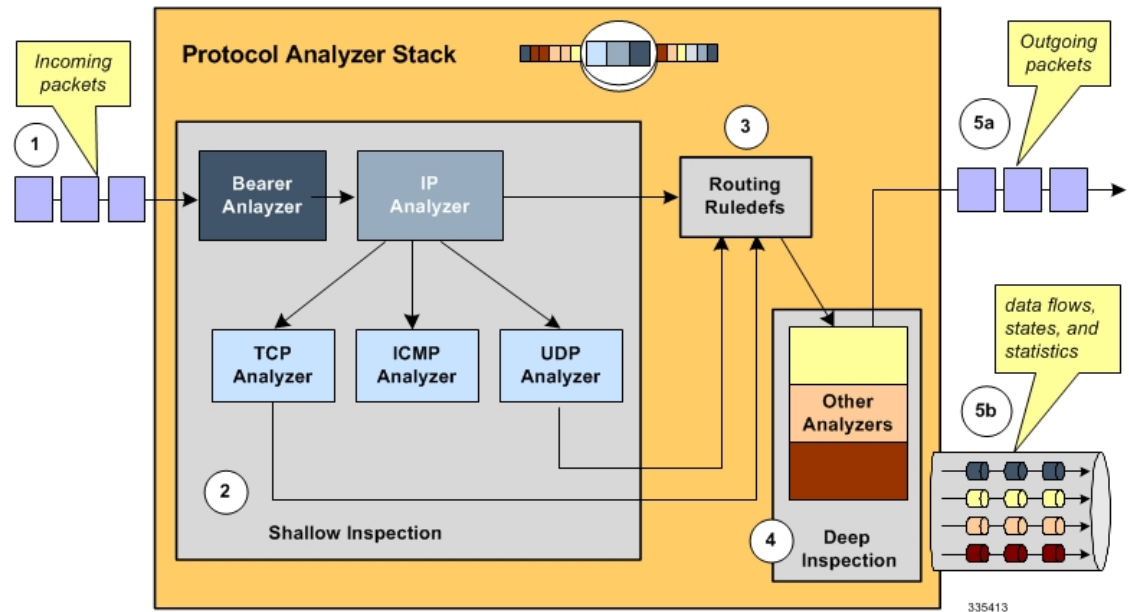 Incoming
packets
Protocol Analyzer Stack
Outgoing
packets
1
3
5a
Bearer
Anlayzer
IP
Analyzer
Routing
Ruledefs
TCP
Analyzer
ICMP
Analyzer
UDP
Analyzer
data flows,
states, and
statistics
Other
Analyzers
5b
2
Shallow Inspection
4
Deep
Inspection
335413